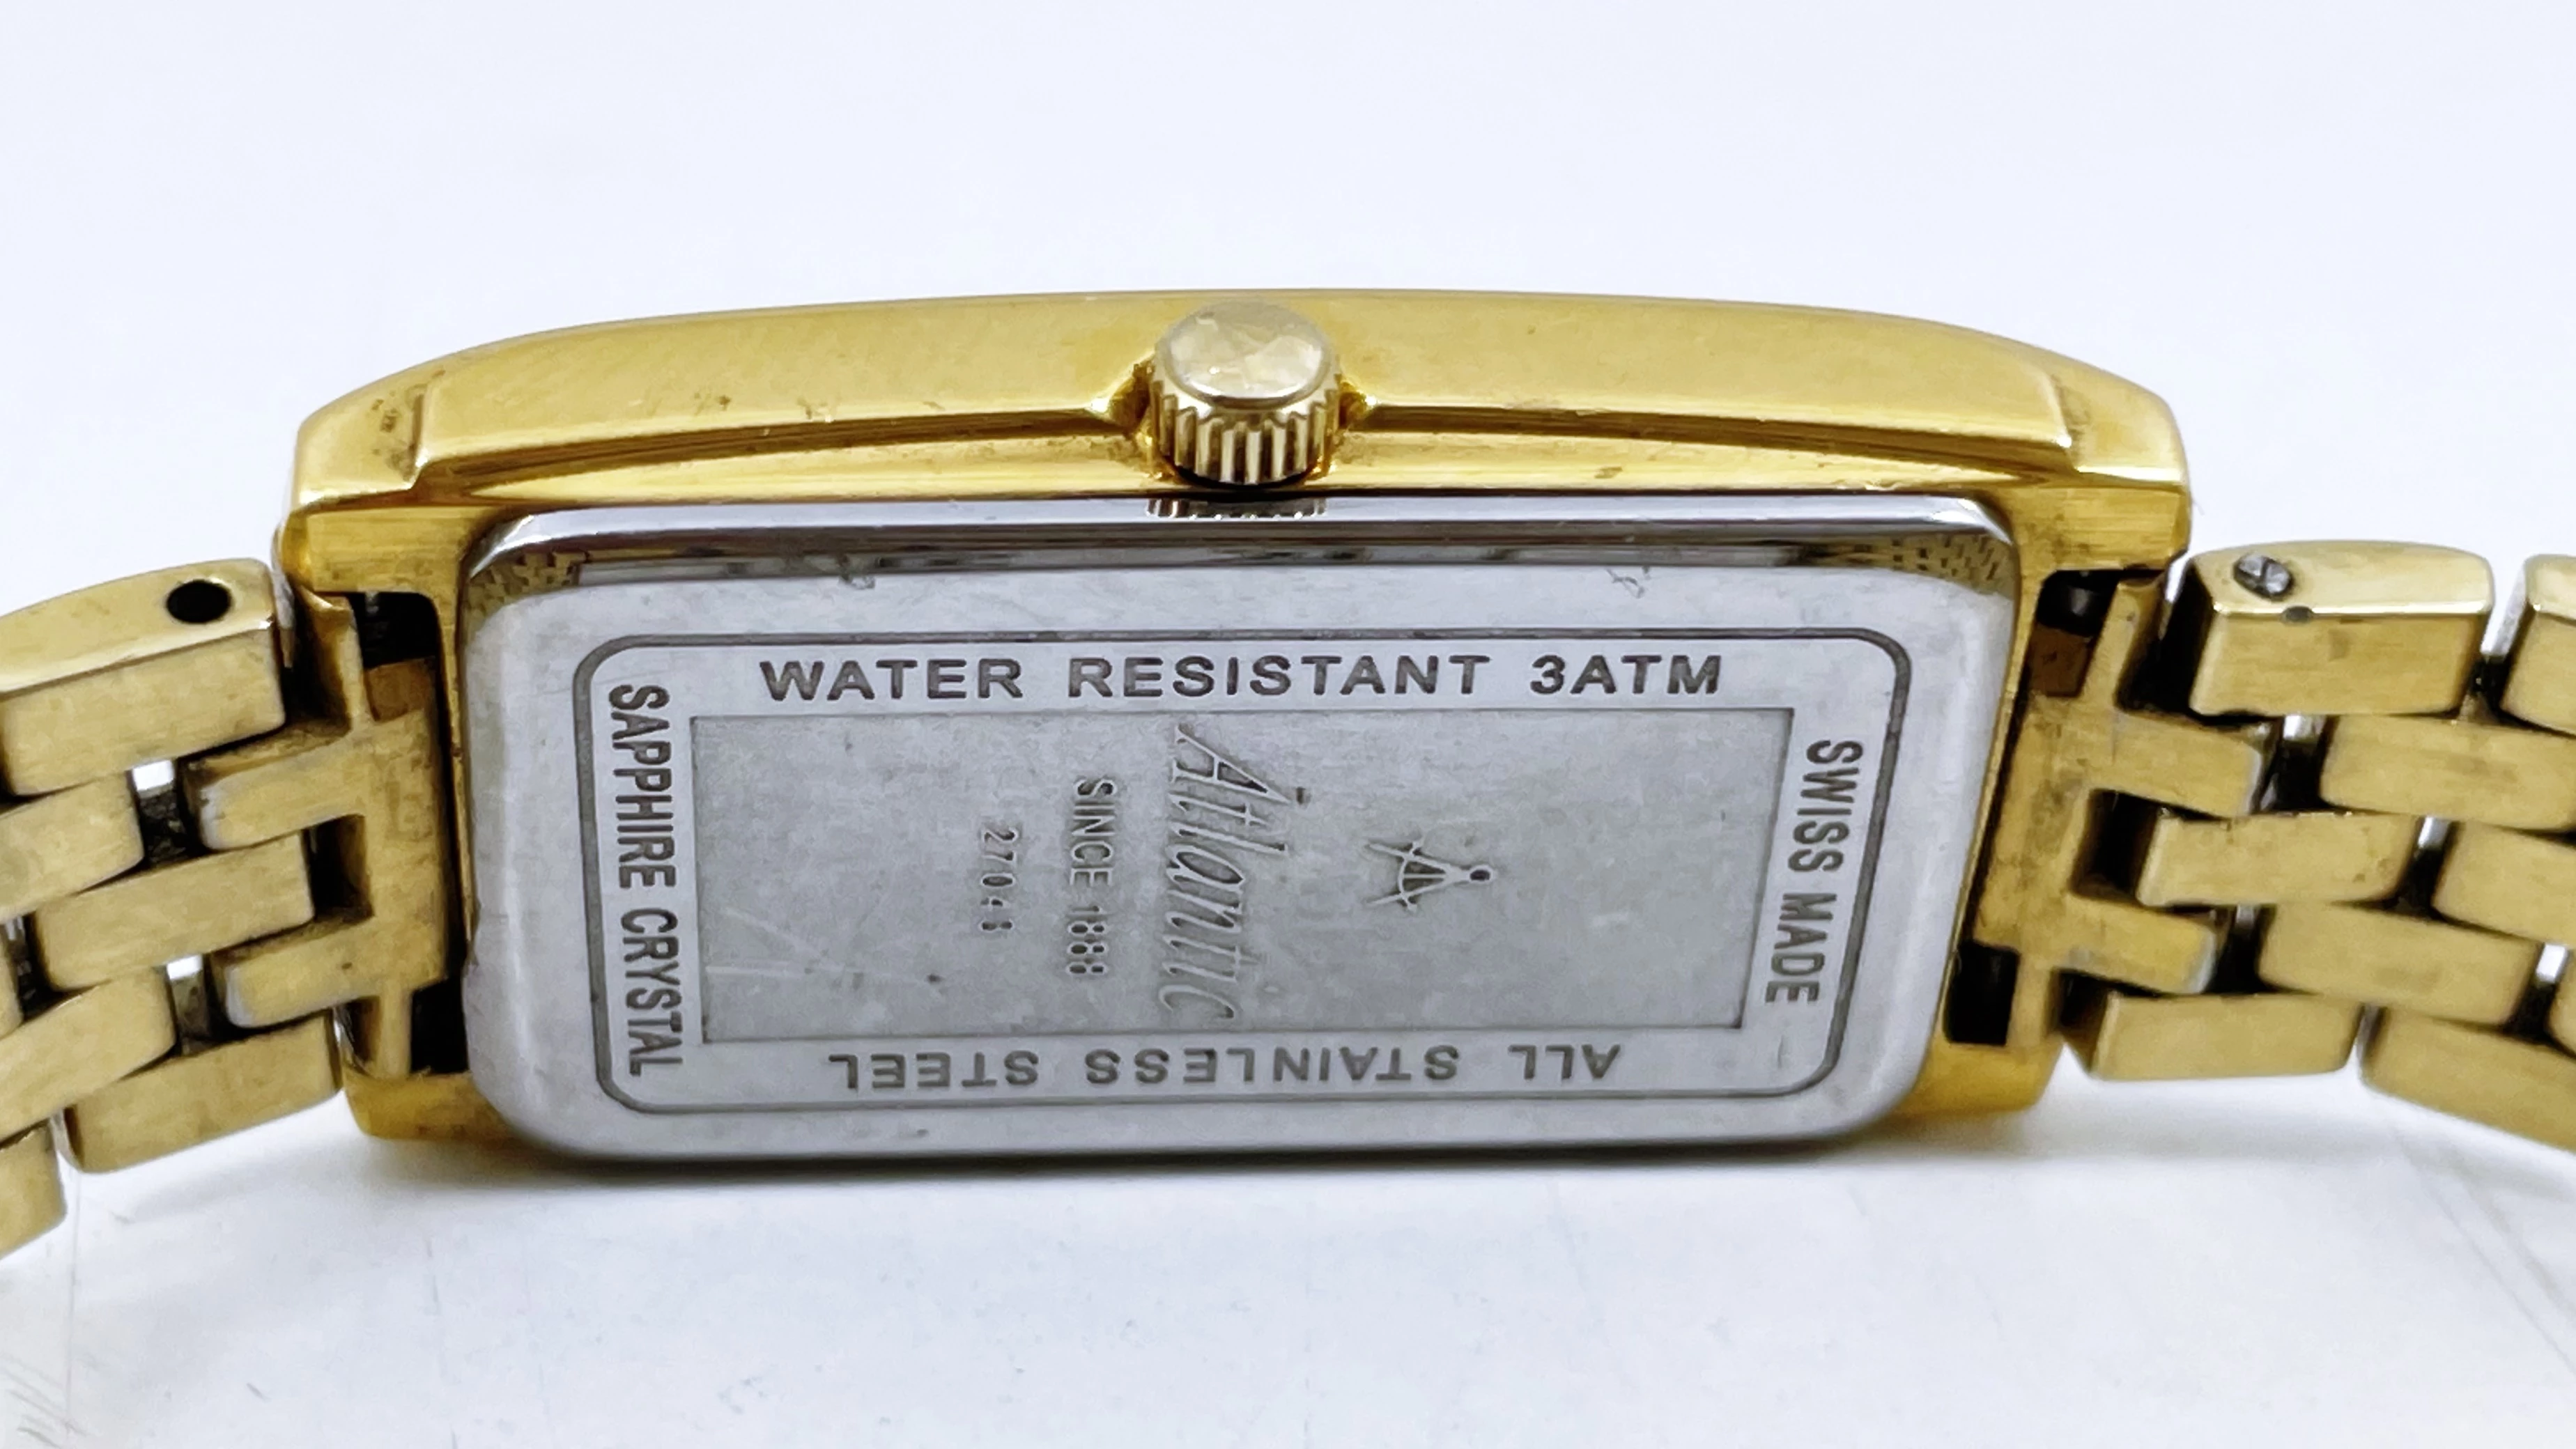 WATER RESISTANT 3ATM
SWISS MADE
ALL STAINLESS STEEL
SAPPHIRE CRYSTAL
Atlantic
SINCE 1888